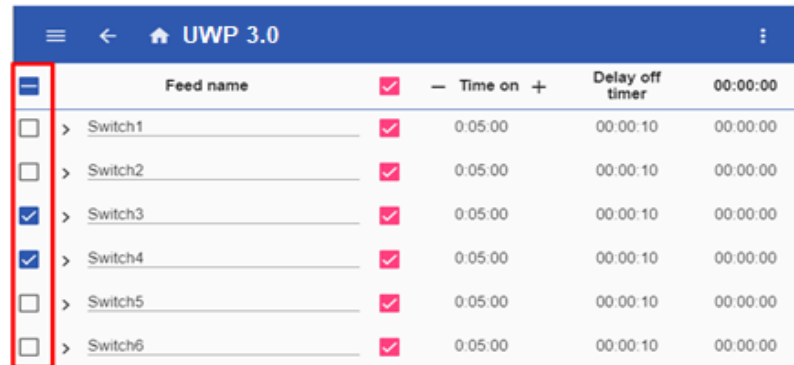 UWP 3.0
Feed name − Time on + Delay off timer 00:00:00
Switch1 0:05:00 00:00:10 00:00:00
Switch2 0:05:00 00:00:10 00:00:00
Switch3 0:05:00 00:00:10 00:00:00
Switch4 0:05:00 00:00:10 00:00:00
Switch5 0:05:00 00:00:10 00:00:00
Switch6 0:05:00 00:00:10 00:00:00